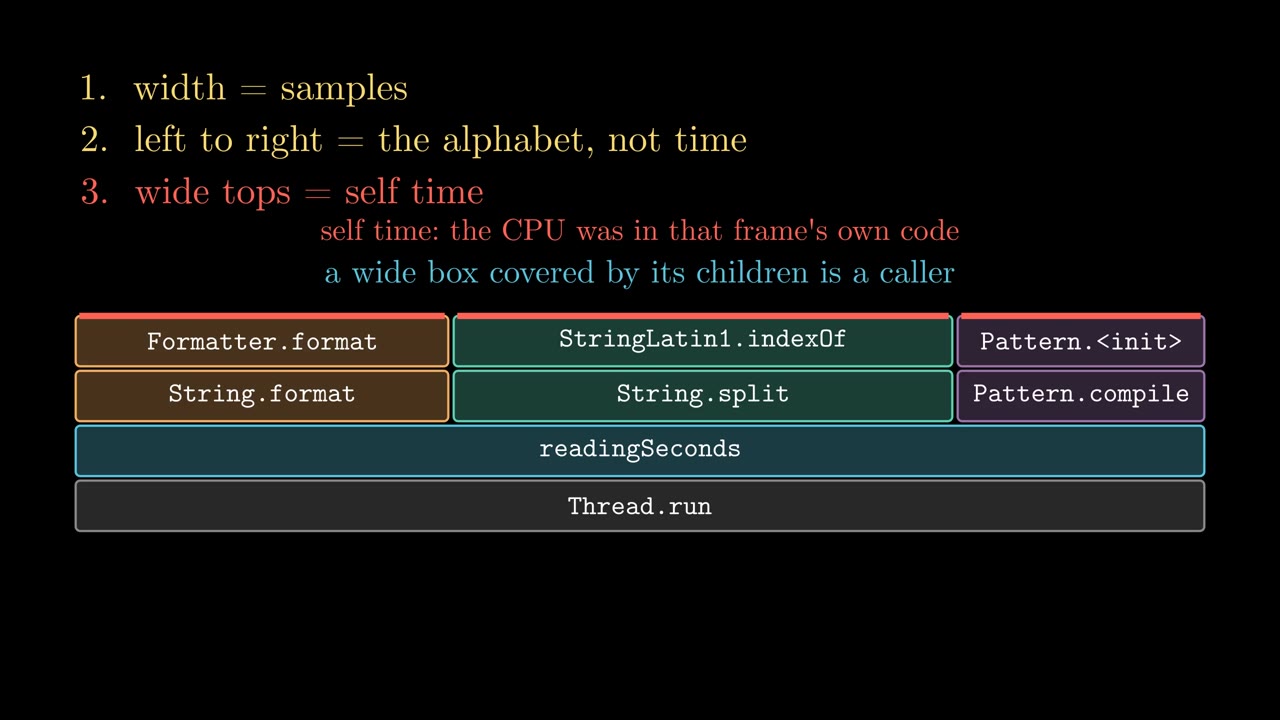 1. width = samples
2. left to right = the alphabet, not time
3. wide tops = self time
self time: the CPU was in that frame's own code
a wide box covered by its children is a caller
Formatter.format StringLatin1.indexOf Pattern.<init>
String.format String.split Pattern.compile
readingSeconds
Thread.run